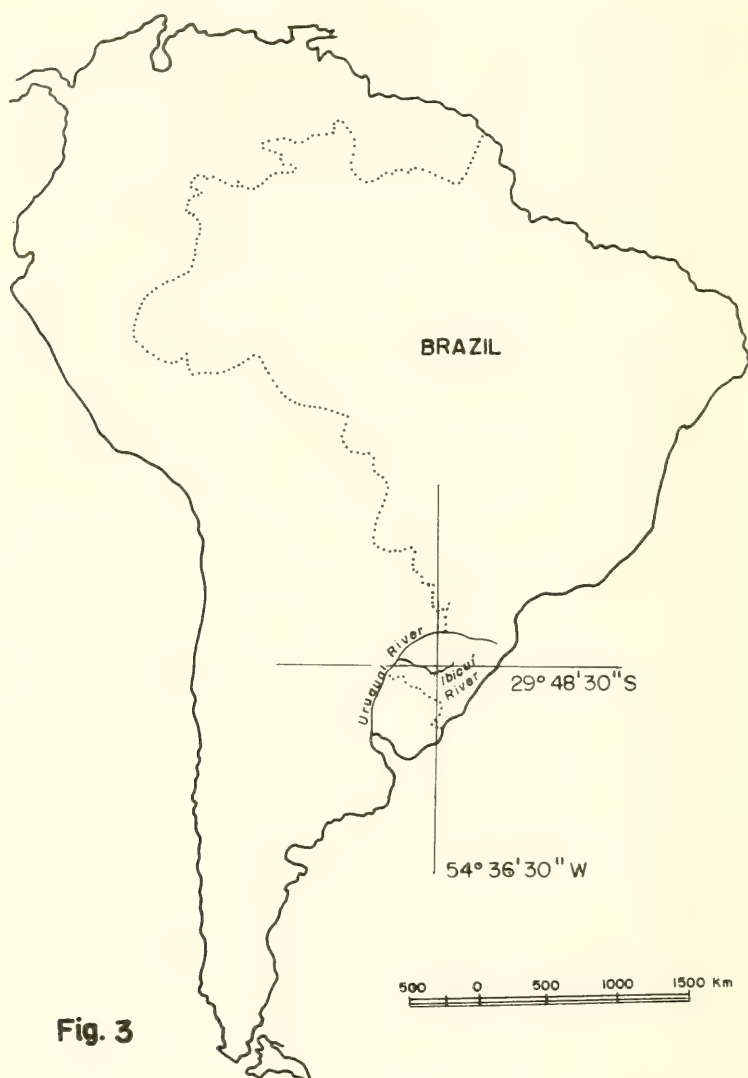 BRAZIL
Uruguai River
Ibicuí
River
29° 48'30"S
54° 36'30" W
500 0 500 1000 1500 Km
Fig. 3